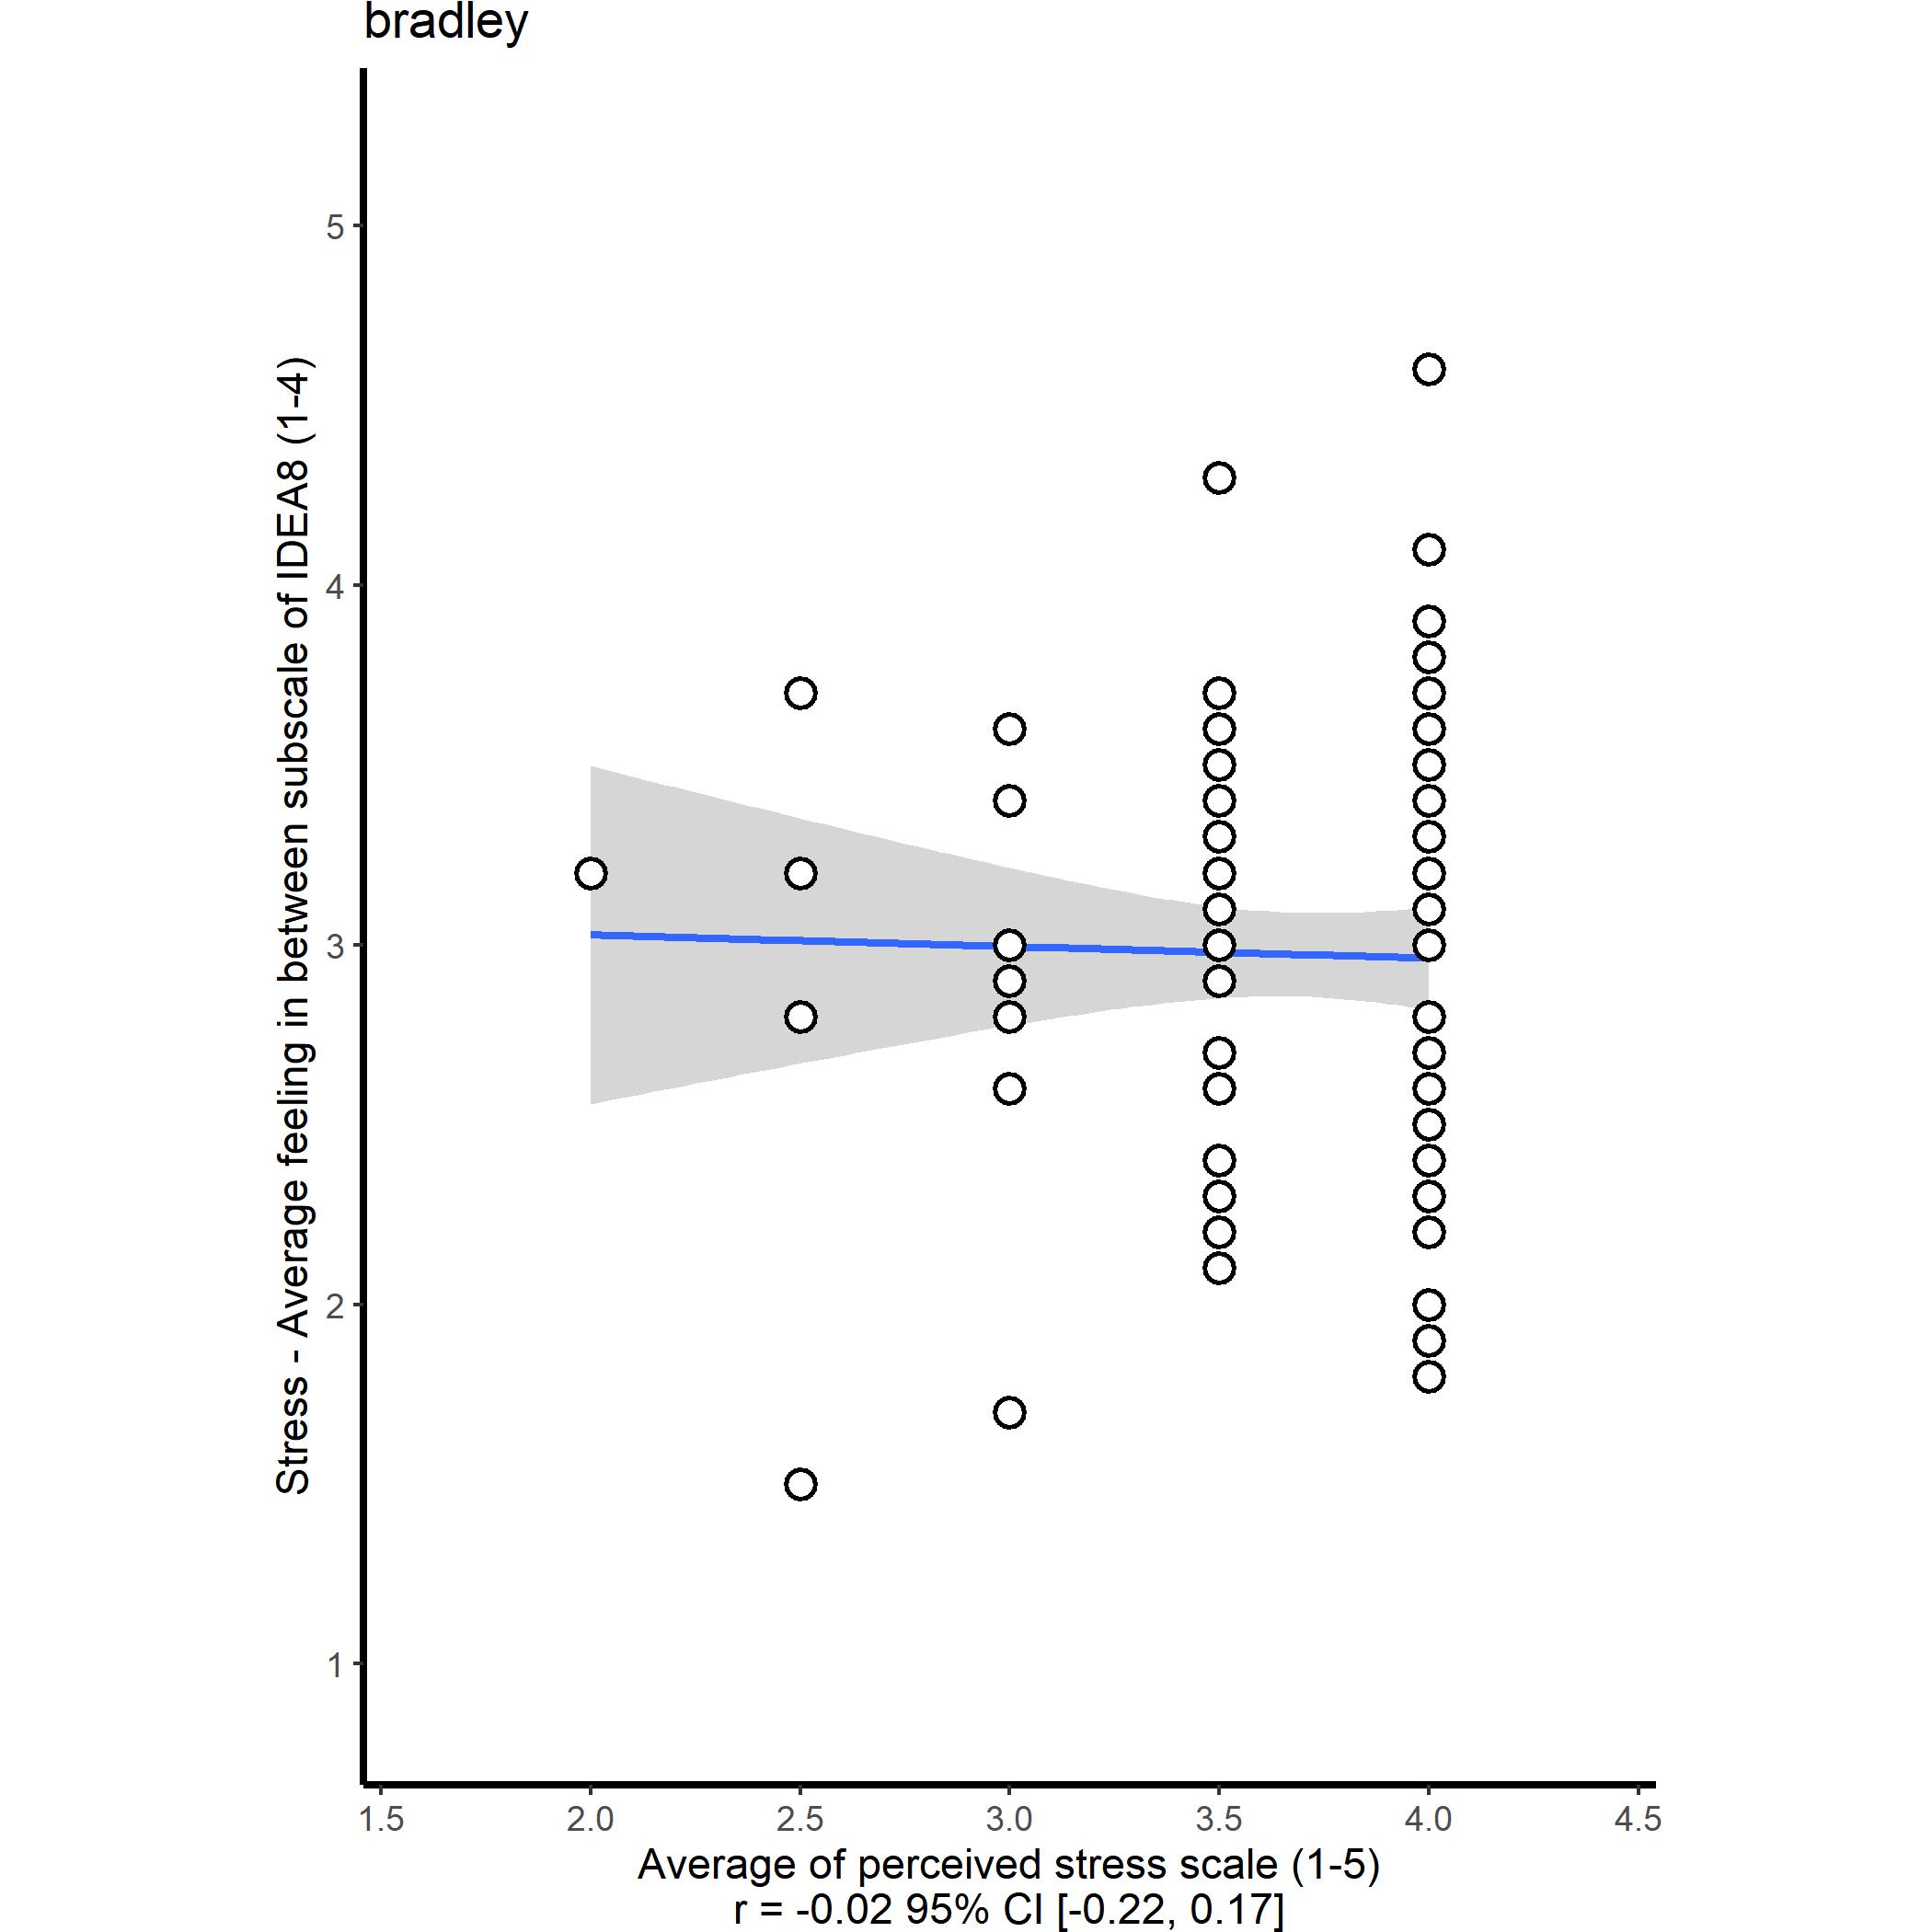 bradley
Stress - Average feeling in between subscale of IDEA8 (1-4)
5
4
3
2
1
1.5 2.0 2.5 3.0 3.5 4.0 4.5
Average of perceived stress scale (1-5)
r = -0.02 95% CI [-0.22, 0.17]